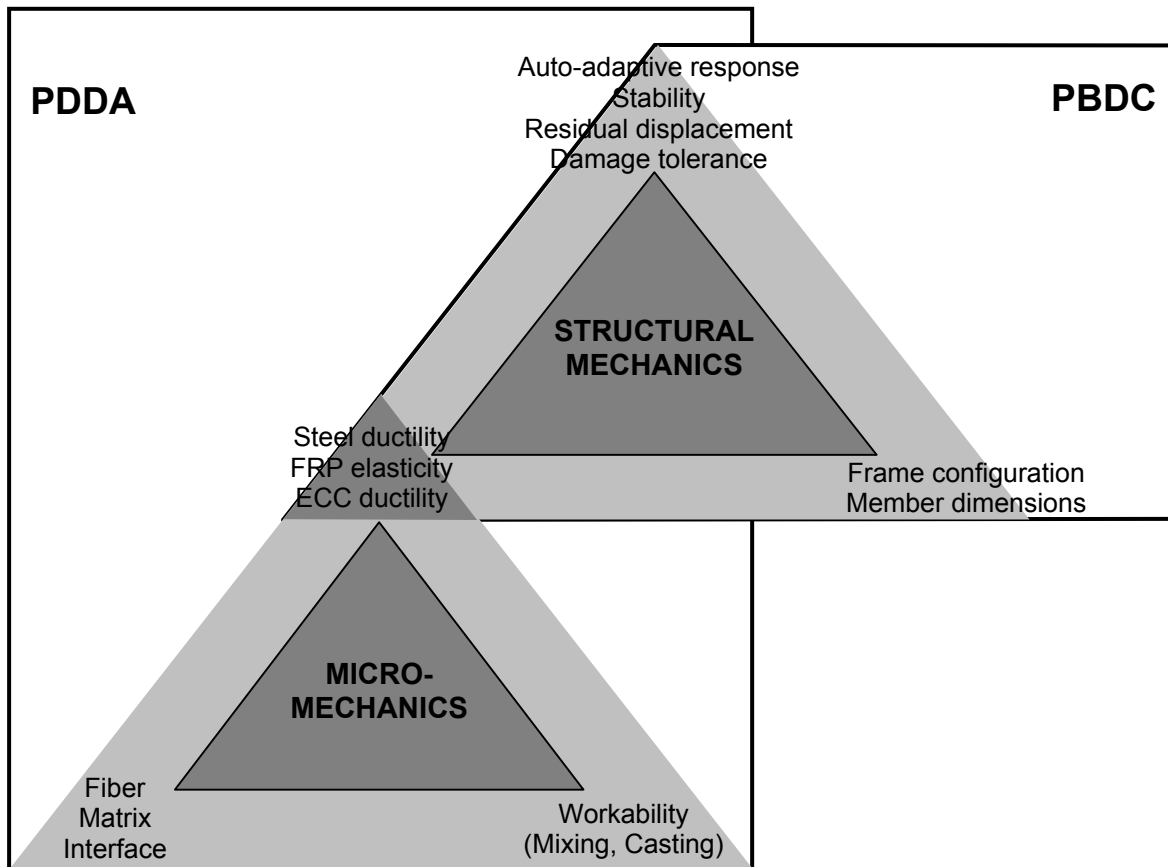 PDDA
Auto-adaptive response
Stability
Residual displacement
Damage tolerance
PBDC
STRUCTURAL
MECHANICS
Steel ductility
FRP elasticity
ECC ductility
Frame configuration
Member dimensions
MICRO-
MECHANICS
Fiber
Matrix
Interface
Workability
(Mixing, Casting)